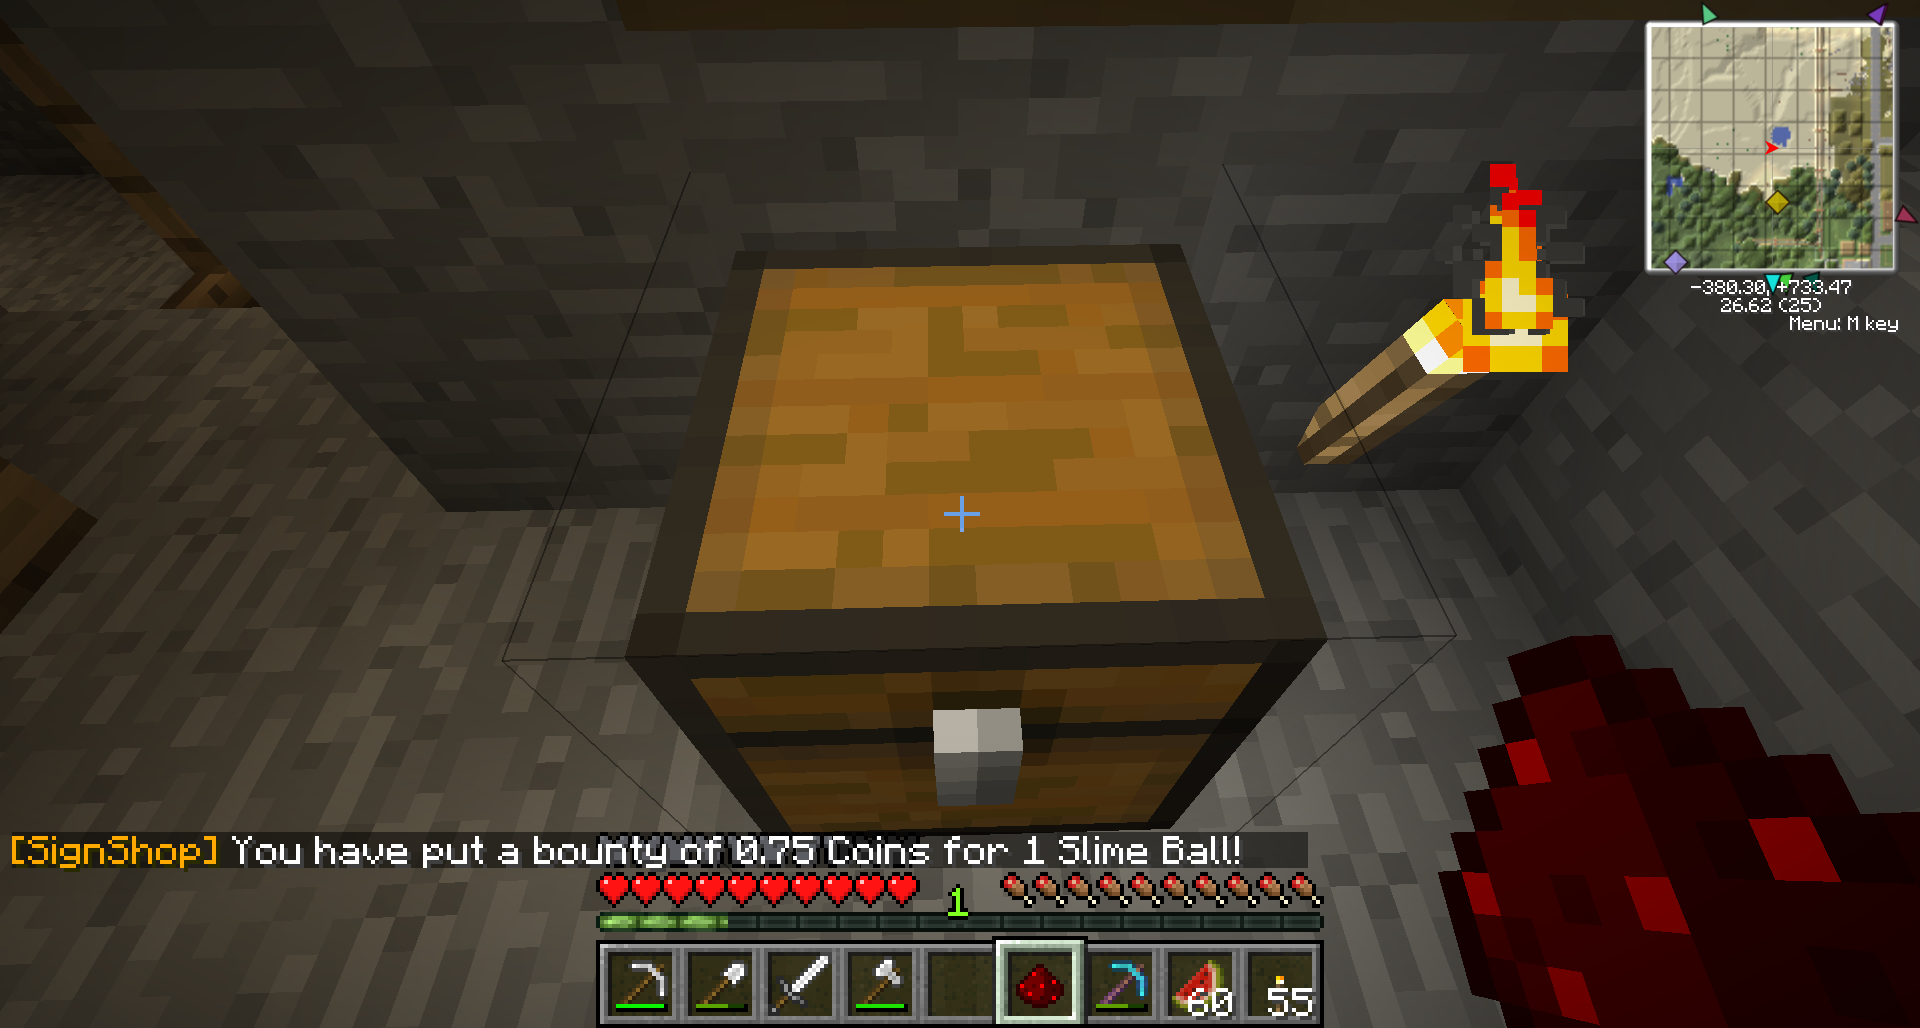 -380.30, +733.47
26.62 (25)
Menu: M key
[SignShop] You have put a bounty of 0.75 Coins for 1 Slime Ball!
1
60 55